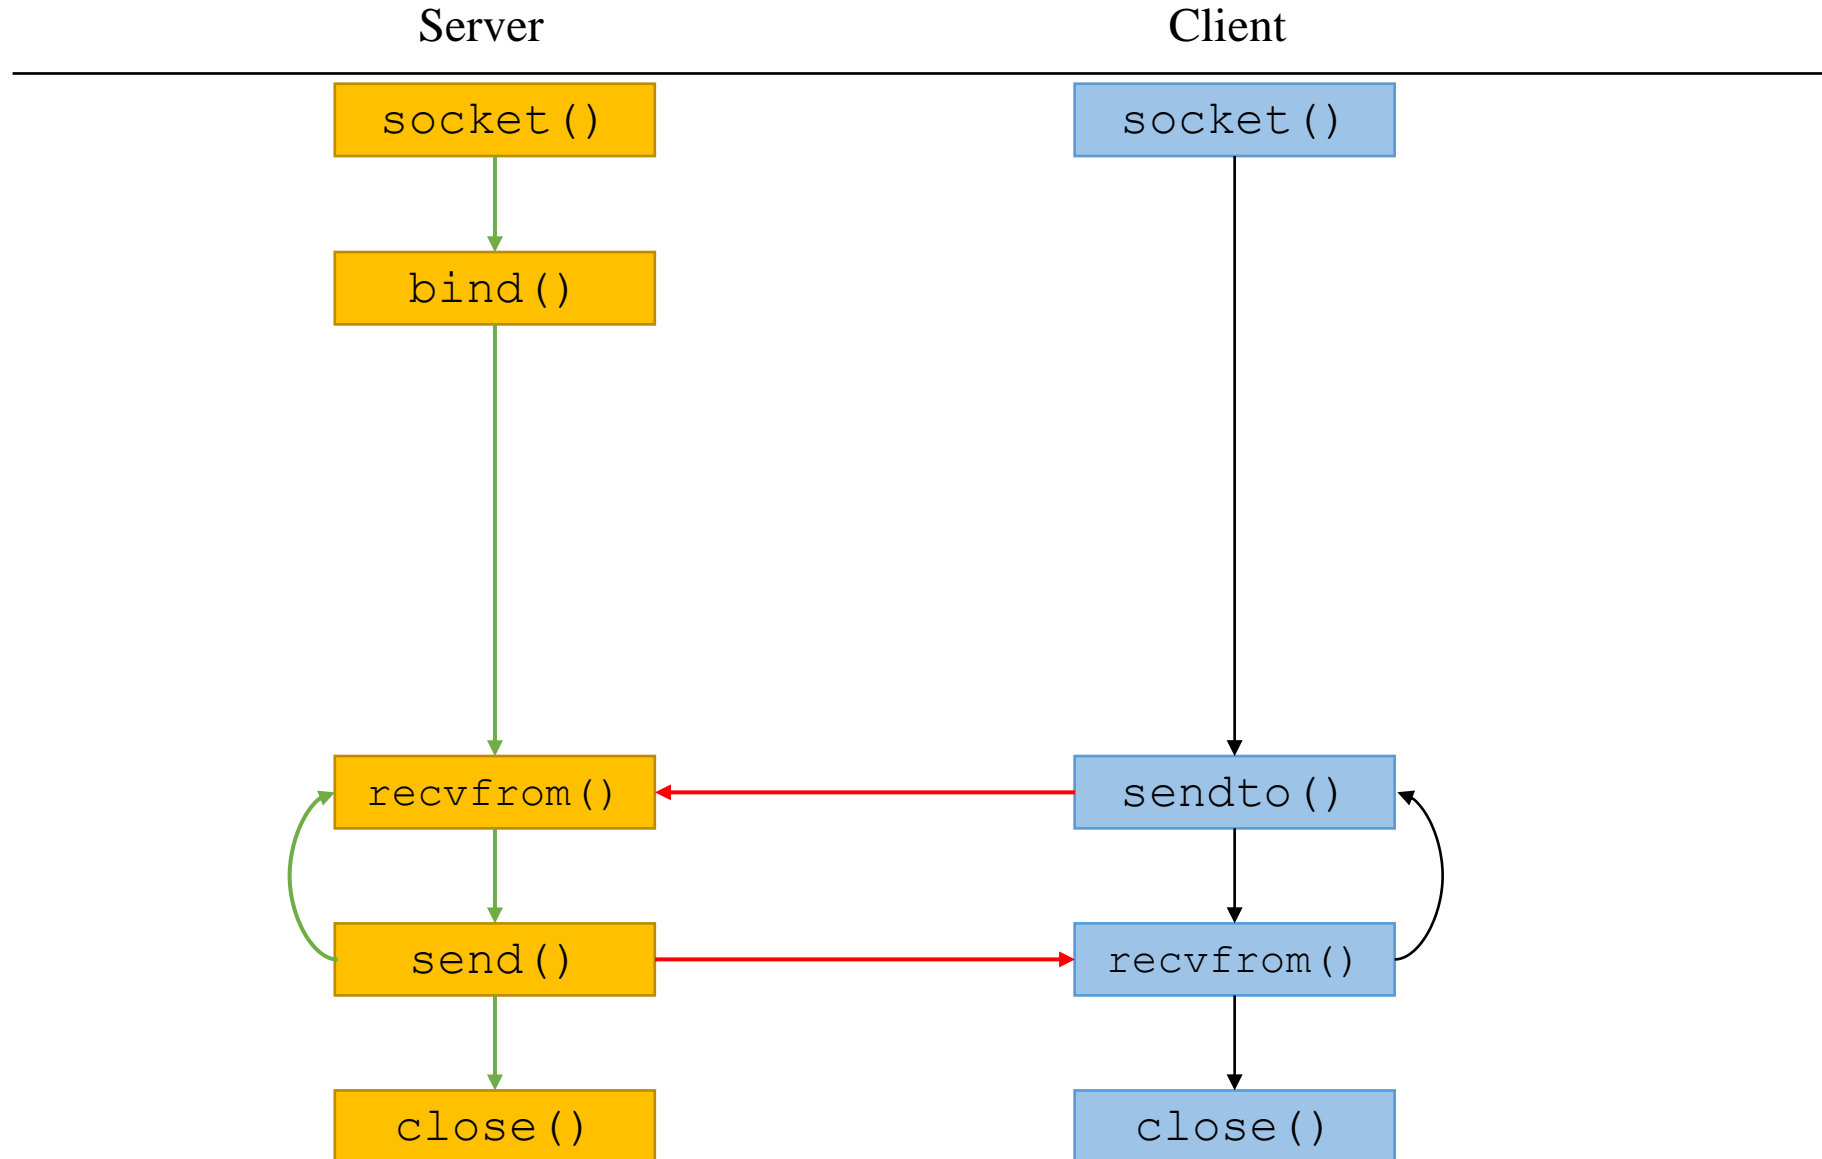 Server
Client
socket()
socket()
bind()
recvfrom()
sendto()
send()
recvfrom()
close()
close()